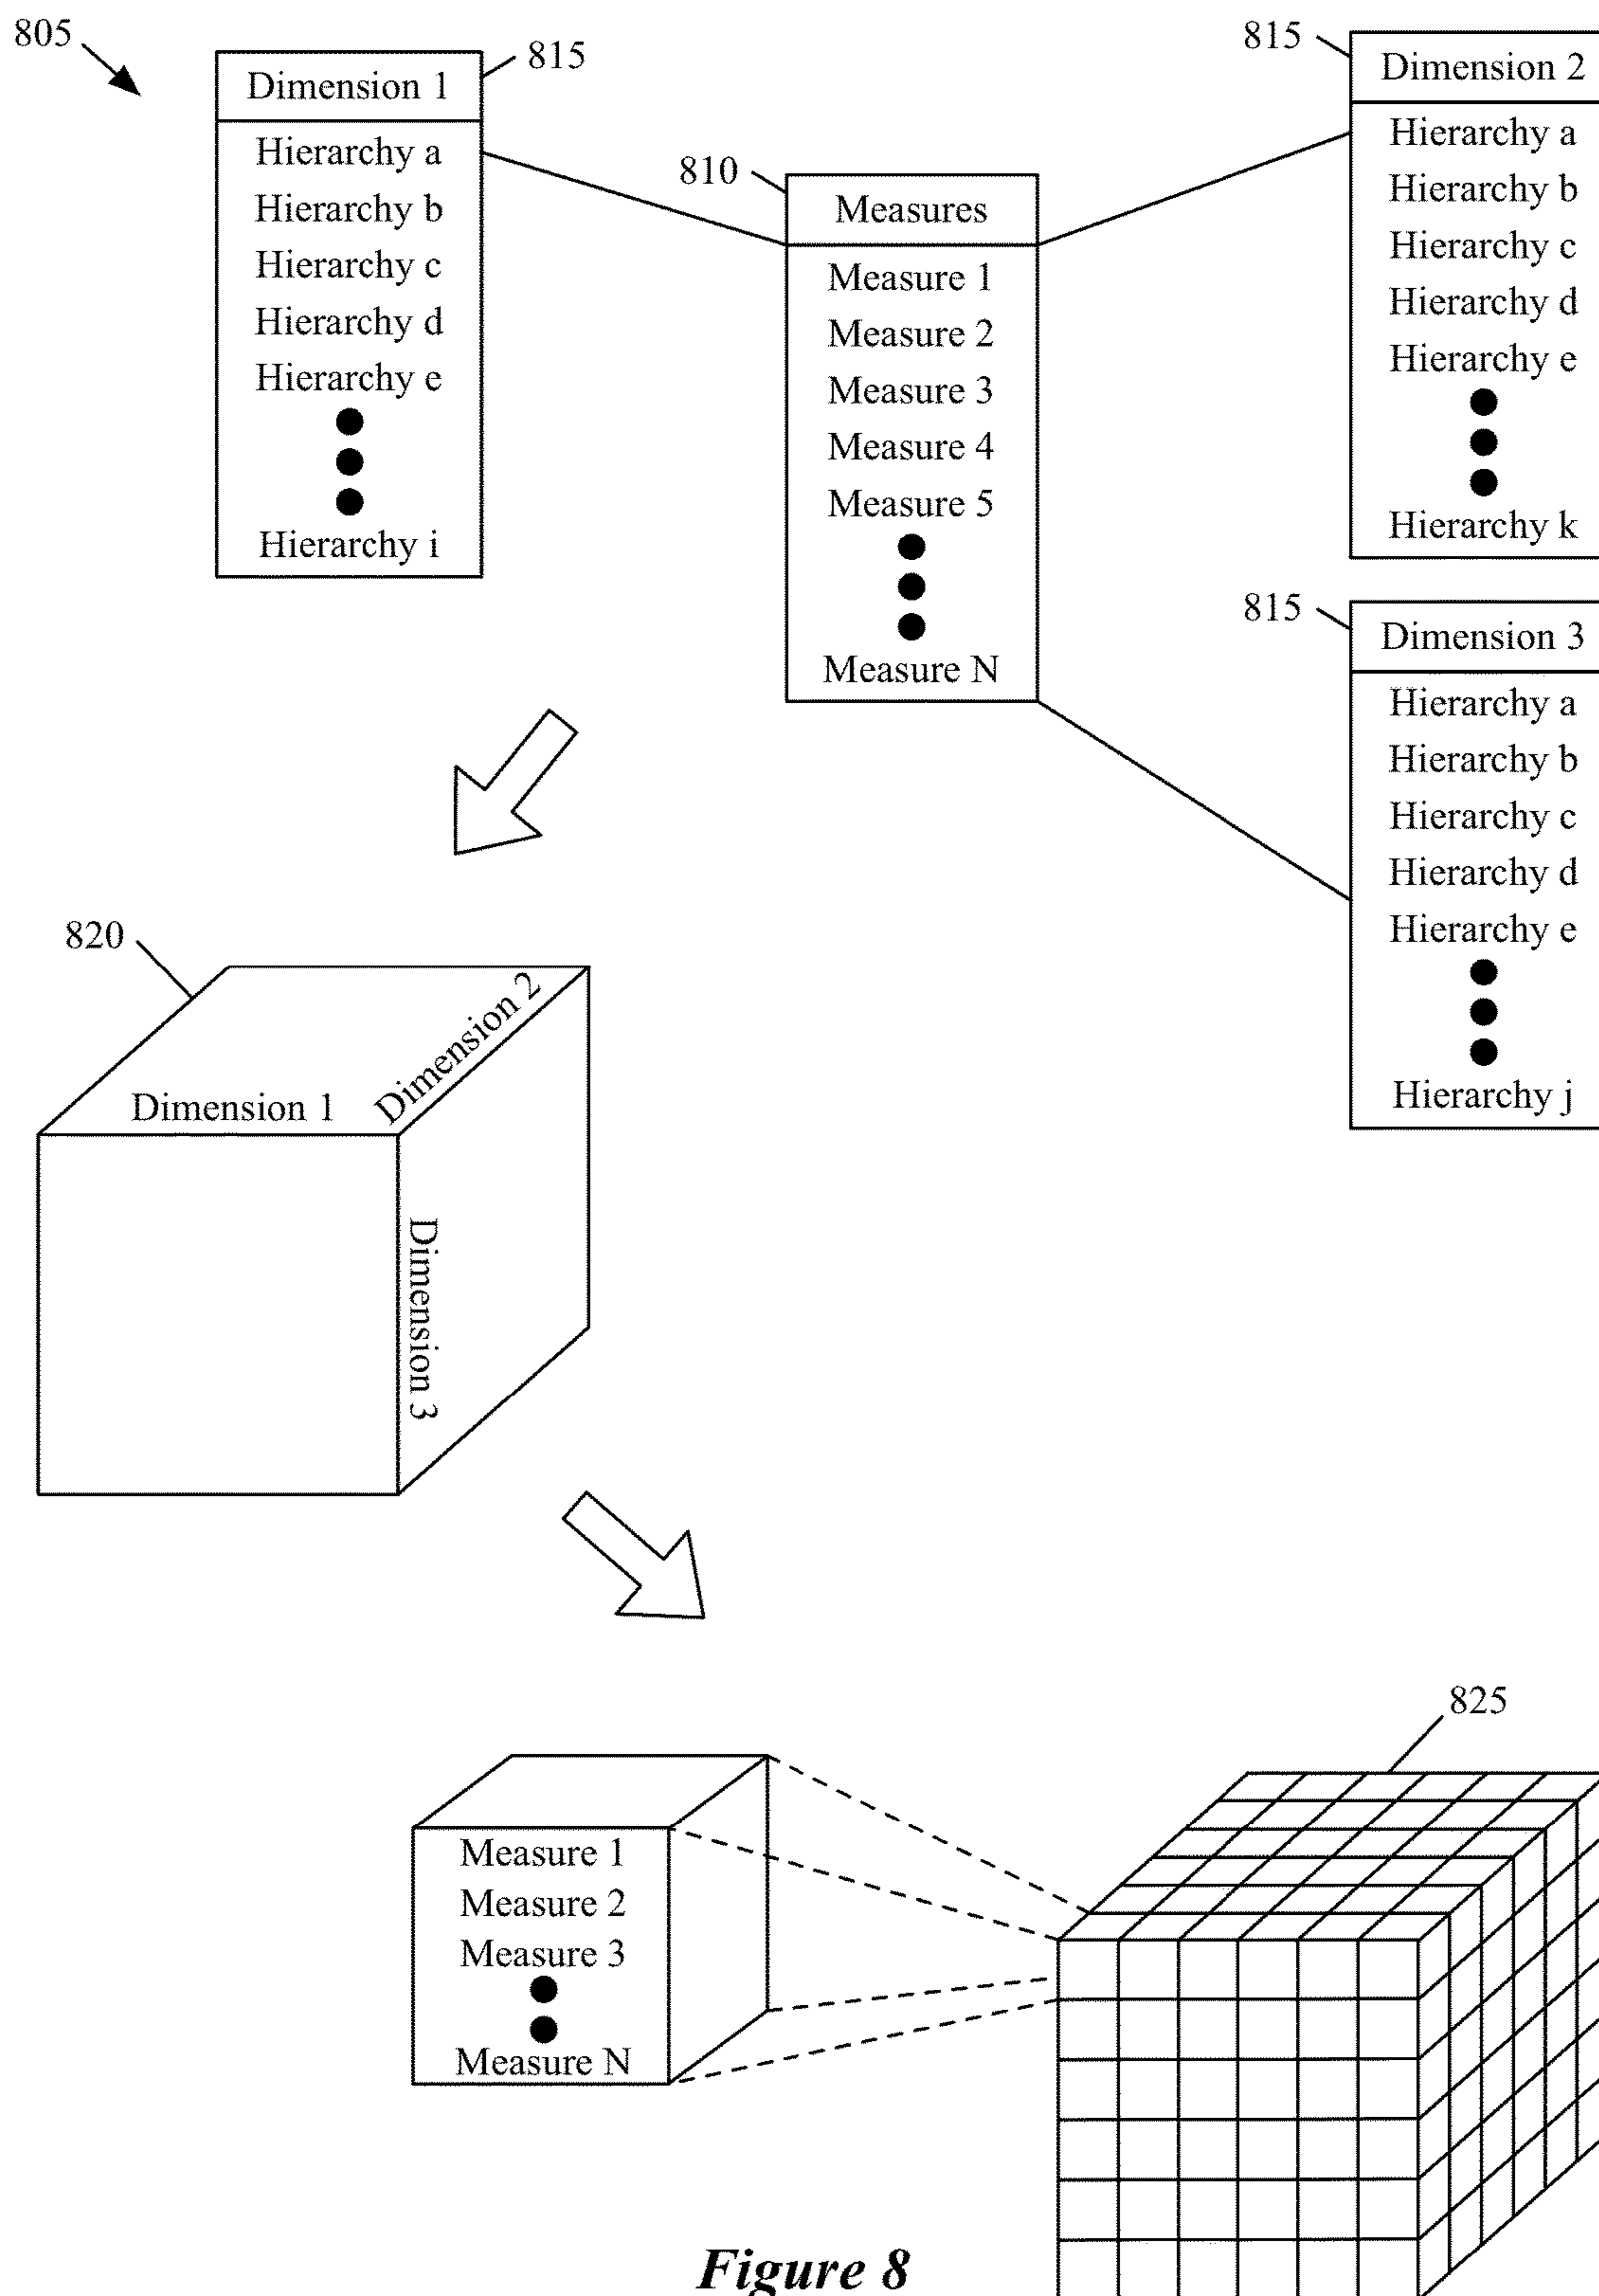 805
815
Dimension 1
Hierarchy a
Hierarchy b
Hierarchy c
Hierarchy d
Hierarchy e
Hierarchy i
810
Measures
Measure 1
Measure 2
Measure 3
Measure 4
Measure 5
Measure N
815
Dimension 2
Hierarchy a
Hierarchy b
Hierarchy c
Hierarchy d
Hierarchy e
Hierarchy k
815
Dimension 3
Hierarchy a
Hierarchy b
Hierarchy c
Hierarchy d
Hierarchy e
Hierarchy j
820
Dimension 1
Dimension 2
Dimension 3
825
Measure 1
Measure 2
Measure 3
Measure N
Figure 8